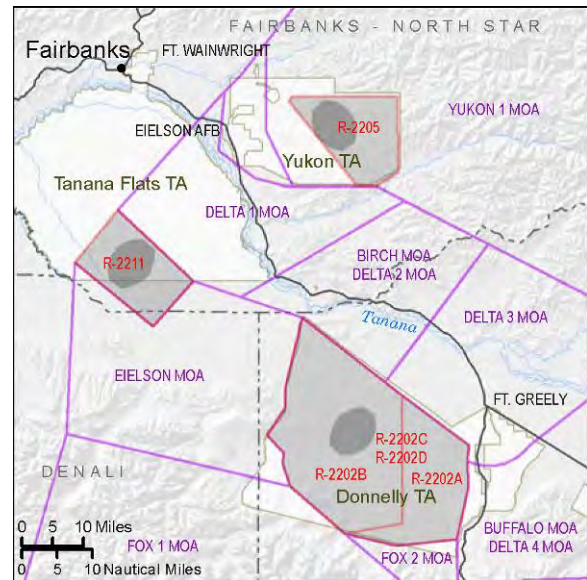 FAIRBANKS - NORTH STAR
Fairbanks
FT. WAINWRIGHT
YUKON 1 MOA
R-2205
EIELSON AFB
Yukon TA
Tanana Flats TA
DELTA 1 MOA
R-2211
BIRCH MOA
DELTA 2 MOA
Tanana
DELTA 3 MOA
EIELSON MOA
FT. GREELY
R-2202C
R-2202D
R-2202B
R-2202A
DENALI
Donnelly TA
0 5 10 Miles
0 5 10 Nautical Miles
FOX 1 MOA
FOX 2 MOA
BUFFALO MOA
DELTA 4 MOA